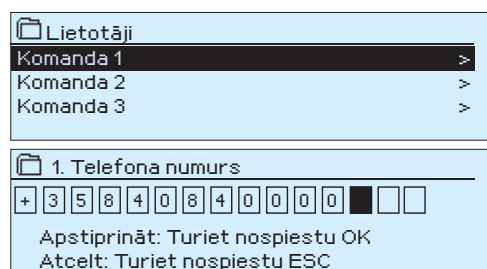 Lietotāji
Komanda 1 >
Komanda 2 >
Komanda 3 >
1. Telefona numurs
+358408400000
Apstiprināt: Turiet nospiestu OK
Atcelt: Turiet nospiestu ESC